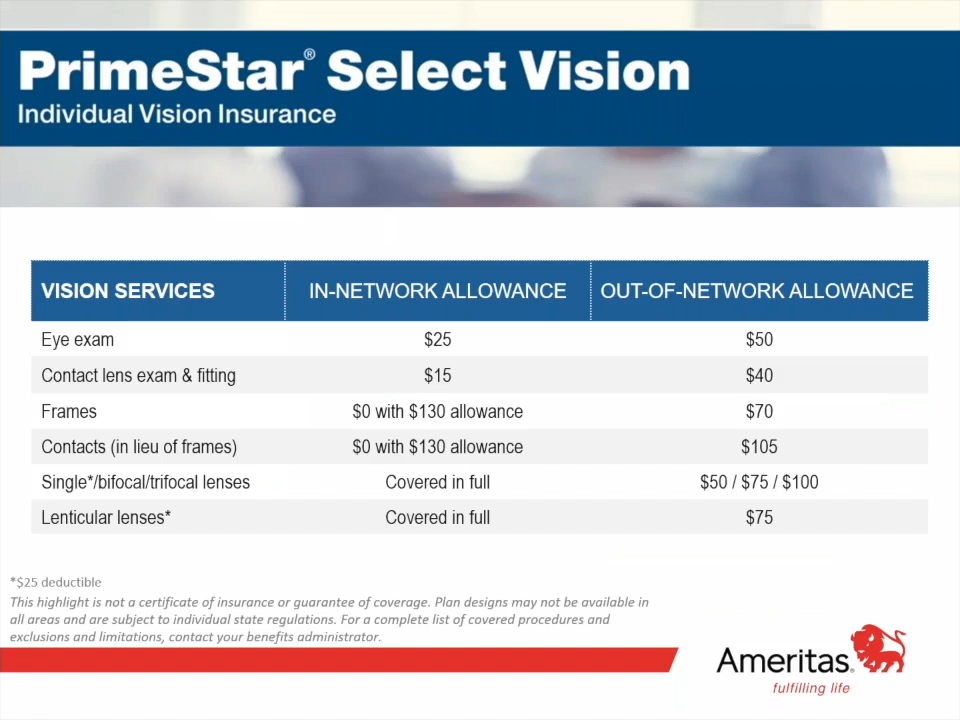 PrimeStar® Select Vision
Individual Vision Insurance
VISION SERVICES IN-NETWORK ALLOWANCE OUT-OF-NETWORK ALLOWANCE
Eye exam $25 $50
Contact lens exam & fitting $15 $40
Frames $0 with $130 allowance $70
Contacts (in lieu of frames) $0 with $130 allowance $105
Single*/bifocal/trifocal lenses Covered in full $50 / $75 / $100
Lenticular lenses* Covered in full $75
*$25 deductible
This highlight is not a certificate of insurance or guarantee of coverage. Plan designs may not be available in
all areas and are subject to individual state regulations. For a complete list of covered procedures and
exclusions and limitations, contact your benefits administrator.
Ameritas®
fulfilling life